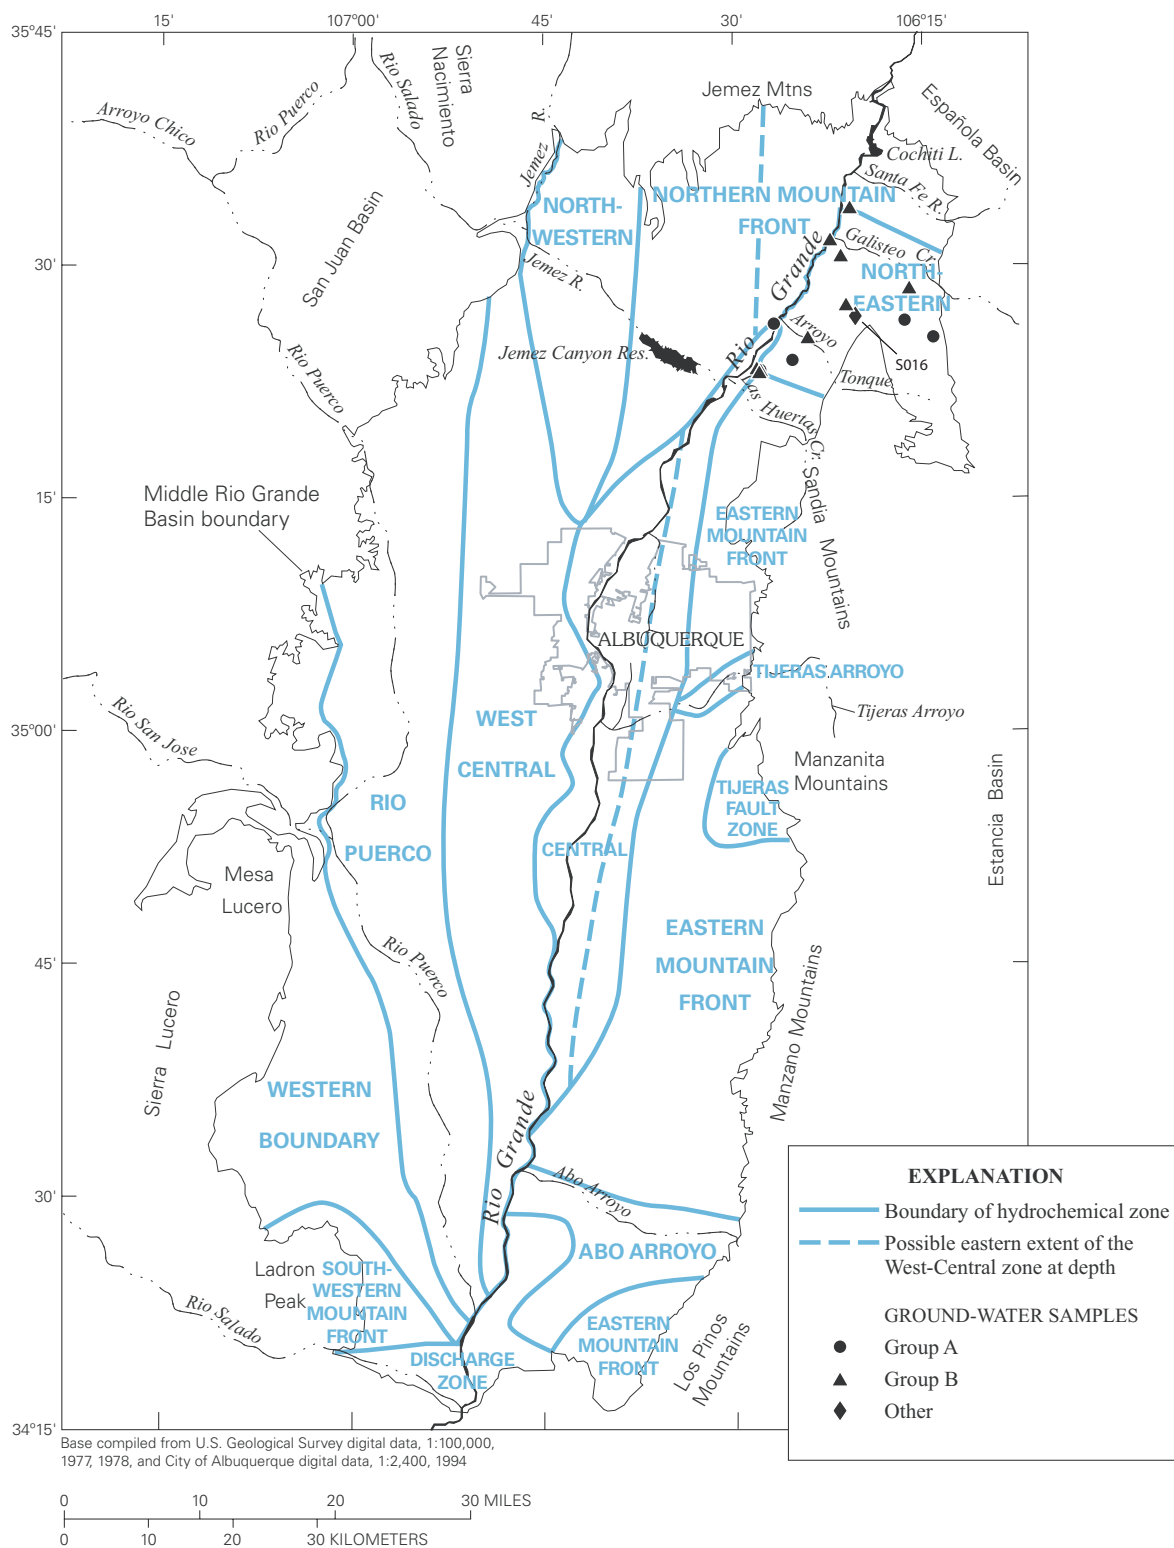 15'
107°00'
45'
30'
106°15'
35°45'
Sierra
Nacimiento
Rio Salado
Rio Puerco
Arroyo Chico
Jemez R.
Jemez Mtns
Española Basin
Cochiti L.
Santa Fe R.
NORTHERN MOUNTAIN
FRONT
NORTH-
WESTERN
San Juan Basin
Galisteo Cr.
30'
Jemez R.
Rio Grande
NORTH-
EASTERN
Arroyo
Tonque
S016
Jemez Canyon Res.
Rio Puerco
Las Huertas Cr.
Sandia Mountains
15'
Middle Rio Grande
Basin boundary
EASTERN
MOUNTAIN
FRONT
ALBUQUERQUE
TIJERAS ARROYO
Tijeras Arroyo
Rio San Jose
35°00'
WEST
CENTRAL
Manzanita
Mountains
TIJERAS
FAULT
ZONE
RIO
PUERCO
CENTRAL
Estancia Basin
Mesa
Lucero
EASTERN
MOUNTAIN
FRONT
Rio Puerco
45'
Sierra Lucero
Manzano Mountains
WESTERN
BOUNDARY
Rio Grande
Abo Arroyo
30'
ABO ARROYO
Ladron
Peak
SOUTH-
WESTERN
MOUNTAIN
FRONT
Rio Salado
EASTERN
MOUNTAIN
FRONT
DISCHARGE
ZONE
Los Pinos
Mountains
34°15'
EXPLANATION
Boundary of hydrochemical zone
Possible eastern extent of the
West-Central zone at depth
GROUND-WATER SAMPLES
Group A
Group B
Other
Base compiled from U.S. Geological Survey digital data, 1:100,000,
1977, 1978, and City of Albuquerque digital data, 1:2,400, 1994
0 10 20 30 MILES
0 10 20 30 KILOMETERS